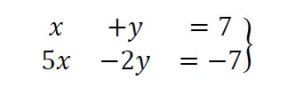 x +y = 7
5x −2y = −7}